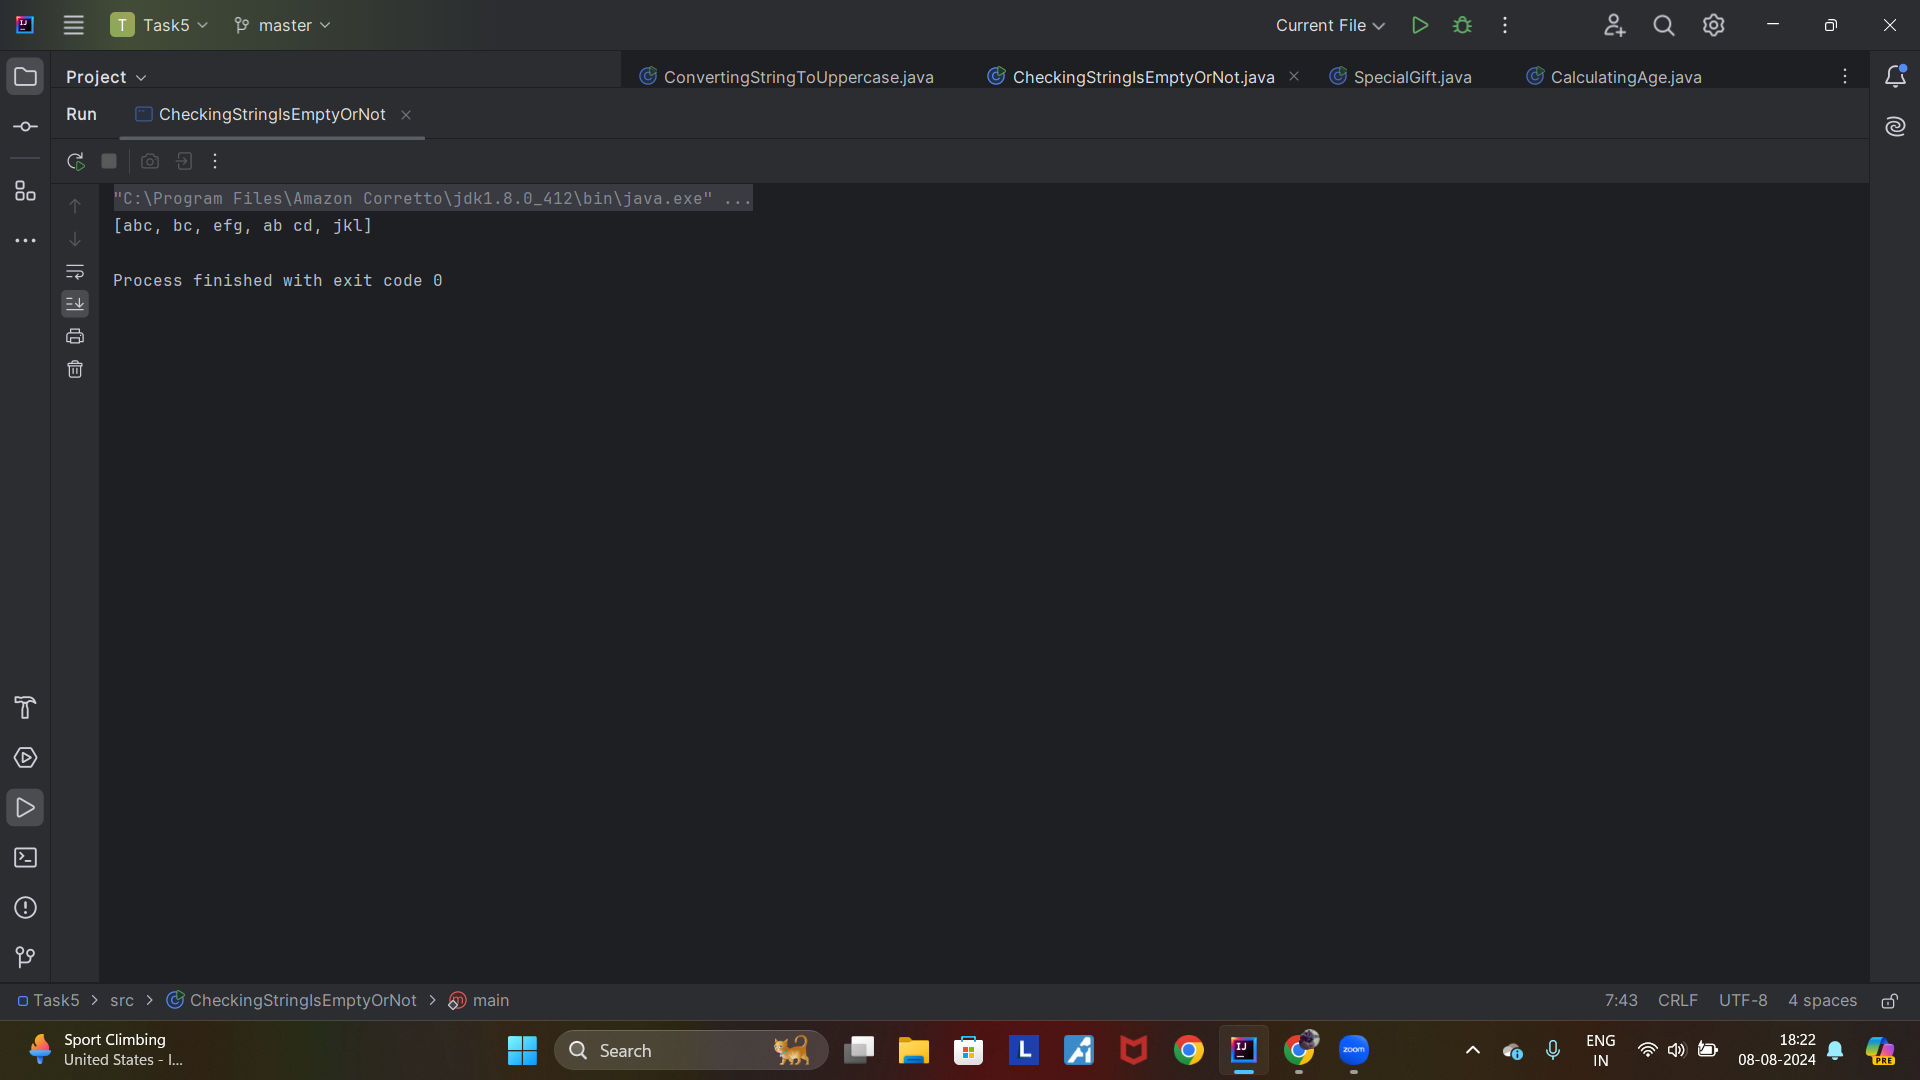 T Task5 master Current File
Project ConvertingStringToUppercase.java CheckingStringIsEmptyOrNot.java SpecialGift.java CalculatingAge.java
Run CheckingStringIsEmptyOrNot
"C:\Program Files\Amazon Corretto\jdk1.8.0_412\bin\java.exe" ...
[abc, bc, efg, ab cd, jkl]
Process finished with exit code 0
Task5 > src > CheckingStringIsEmptyOrNot > main 7:43 CRLF UTF-8 4 spaces
Sport Climbing
United States - I...
Search
zoom
ENG
IN
18:22
08-08-2024
PRE